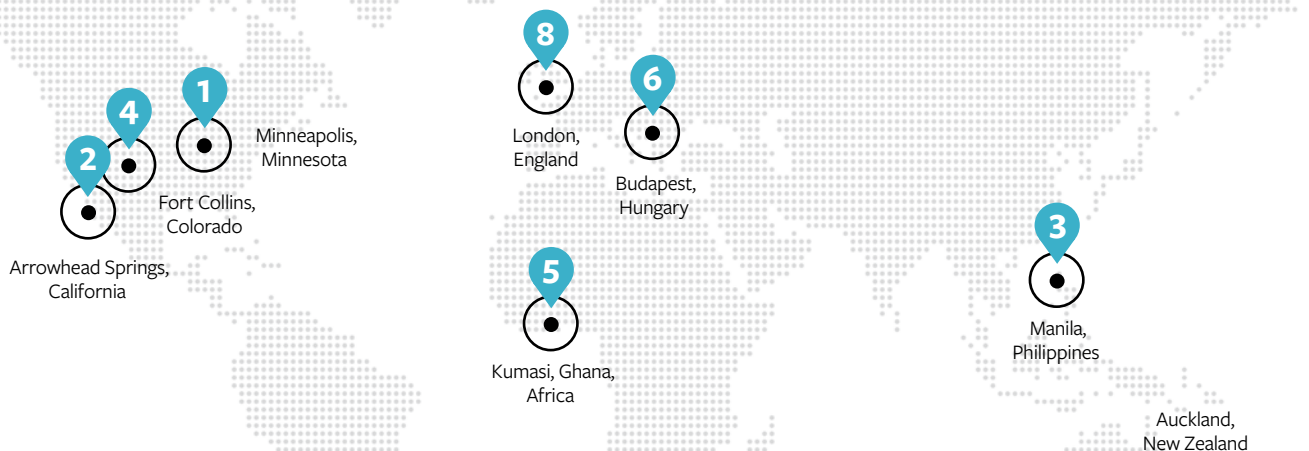 8
6
1
4
2
Minneapolis,
Minnesota
London,
England
Budapest,
Hungary
Fort Collins,
Colorado
3
5
Arrowhead Springs,
California
Manila,
Philippines
Kumasi, Ghana,
Africa
Auckland,
New Zealand